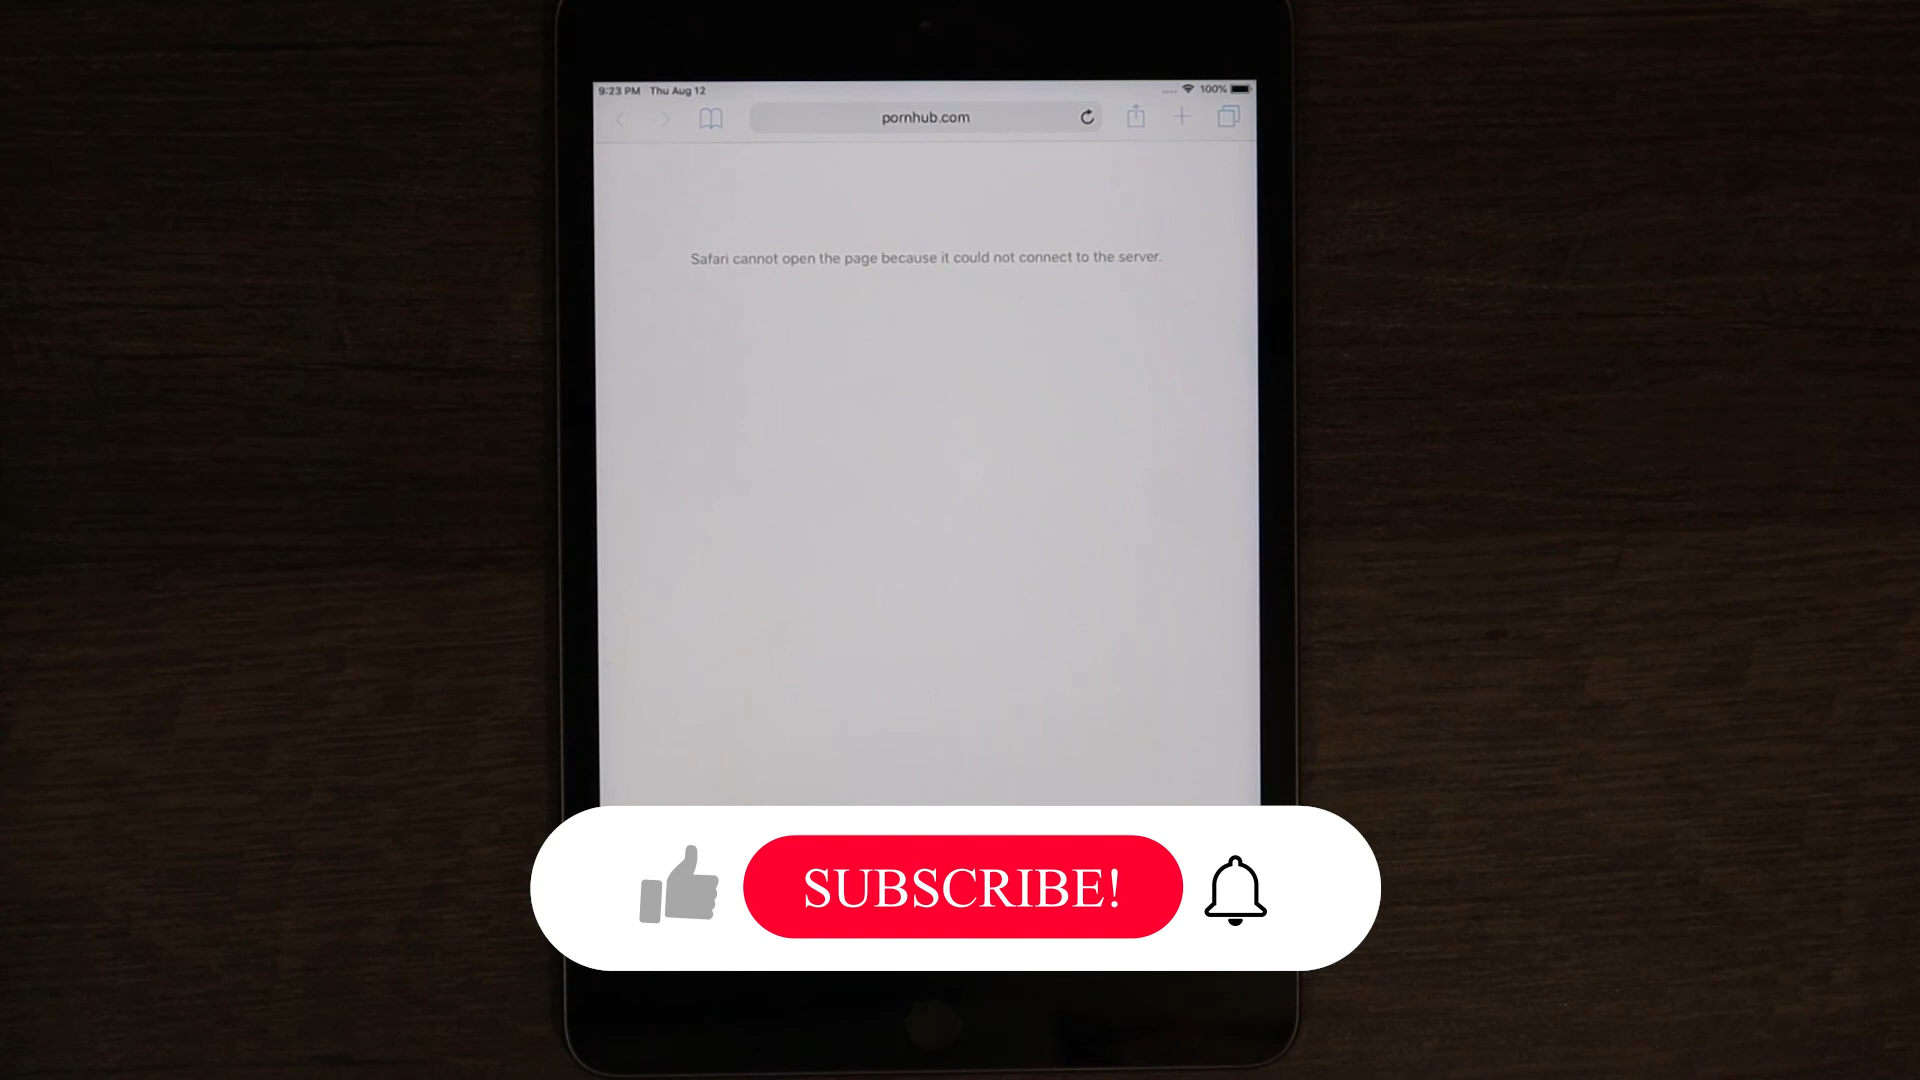 9:23 PM Thu Aug 12 100%
pornhub.com
Safari cannot open the page because it could not connect to the server.
SUBSCRIBE!